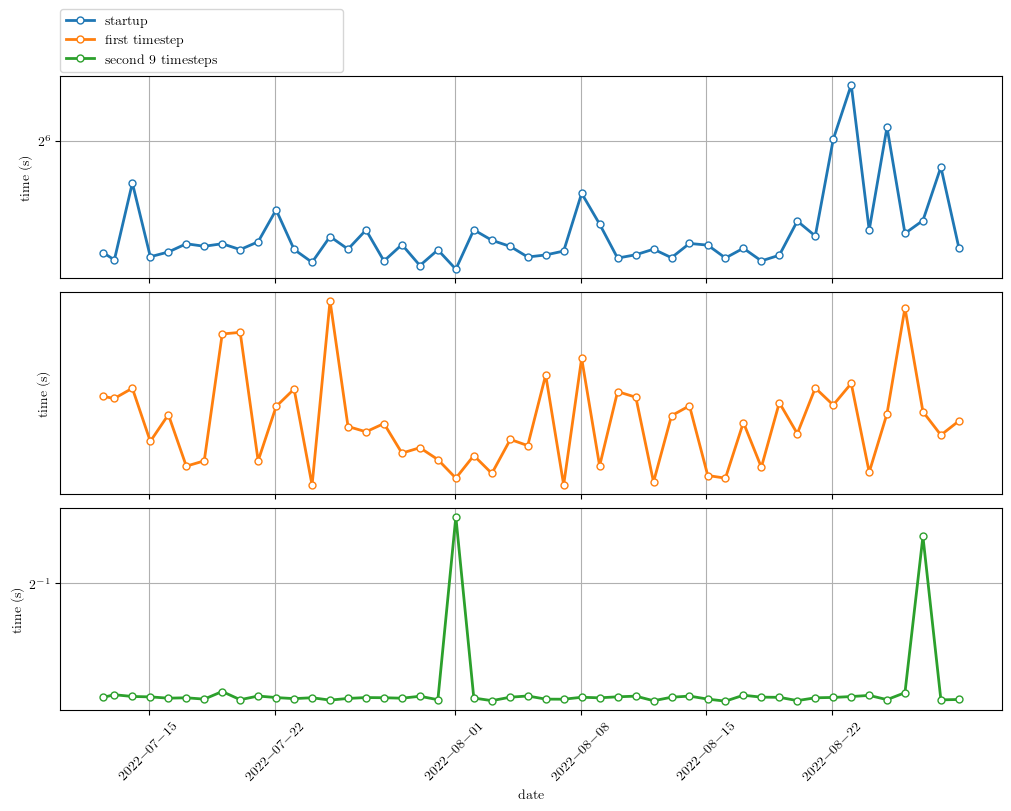 startup
first timestep
second 9 timesteps
2^6
time (s)
time (s)
2^{-1}
time (s)
2022-07-15
2022-07-22
2022-08-01
2022-08-08
2022-08-15
2022-08-22
date